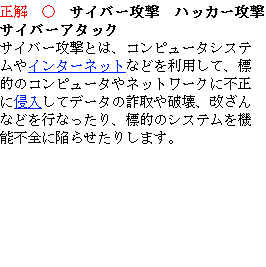 正解　○　サイバー攻撃　ハッカー攻撃
サイバーアタック
サイバー攻撃とは、コンピュータシステ
ムやインターネットなどを利用して、標
的のコンピュータやネットワークに不正
に侵入してデータの詐取や破壊、改ざん
などを行なったり、標的のシステムを機
能不全に陥らせたりします。